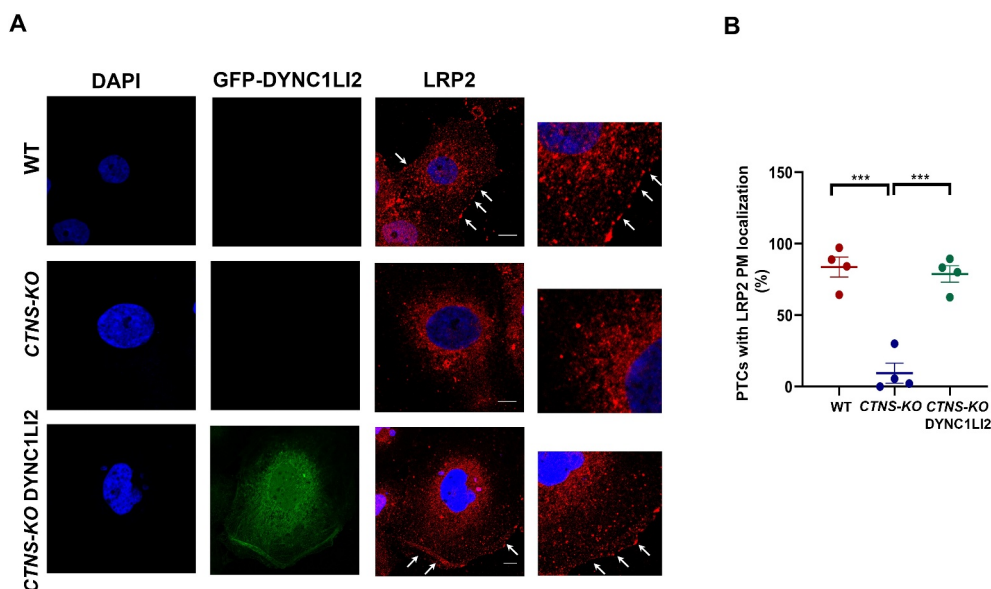 A
B
DAPI
GFP-DYNC1LI2
LRP2
WT
CTNS-KO
CTNS-KO DYNC1LI2
PTCs with LRP2 PM localization
(%)
150
100
50
0
***
***
WT
CTNS-KO
CTNS-KO
DYNC1LI2